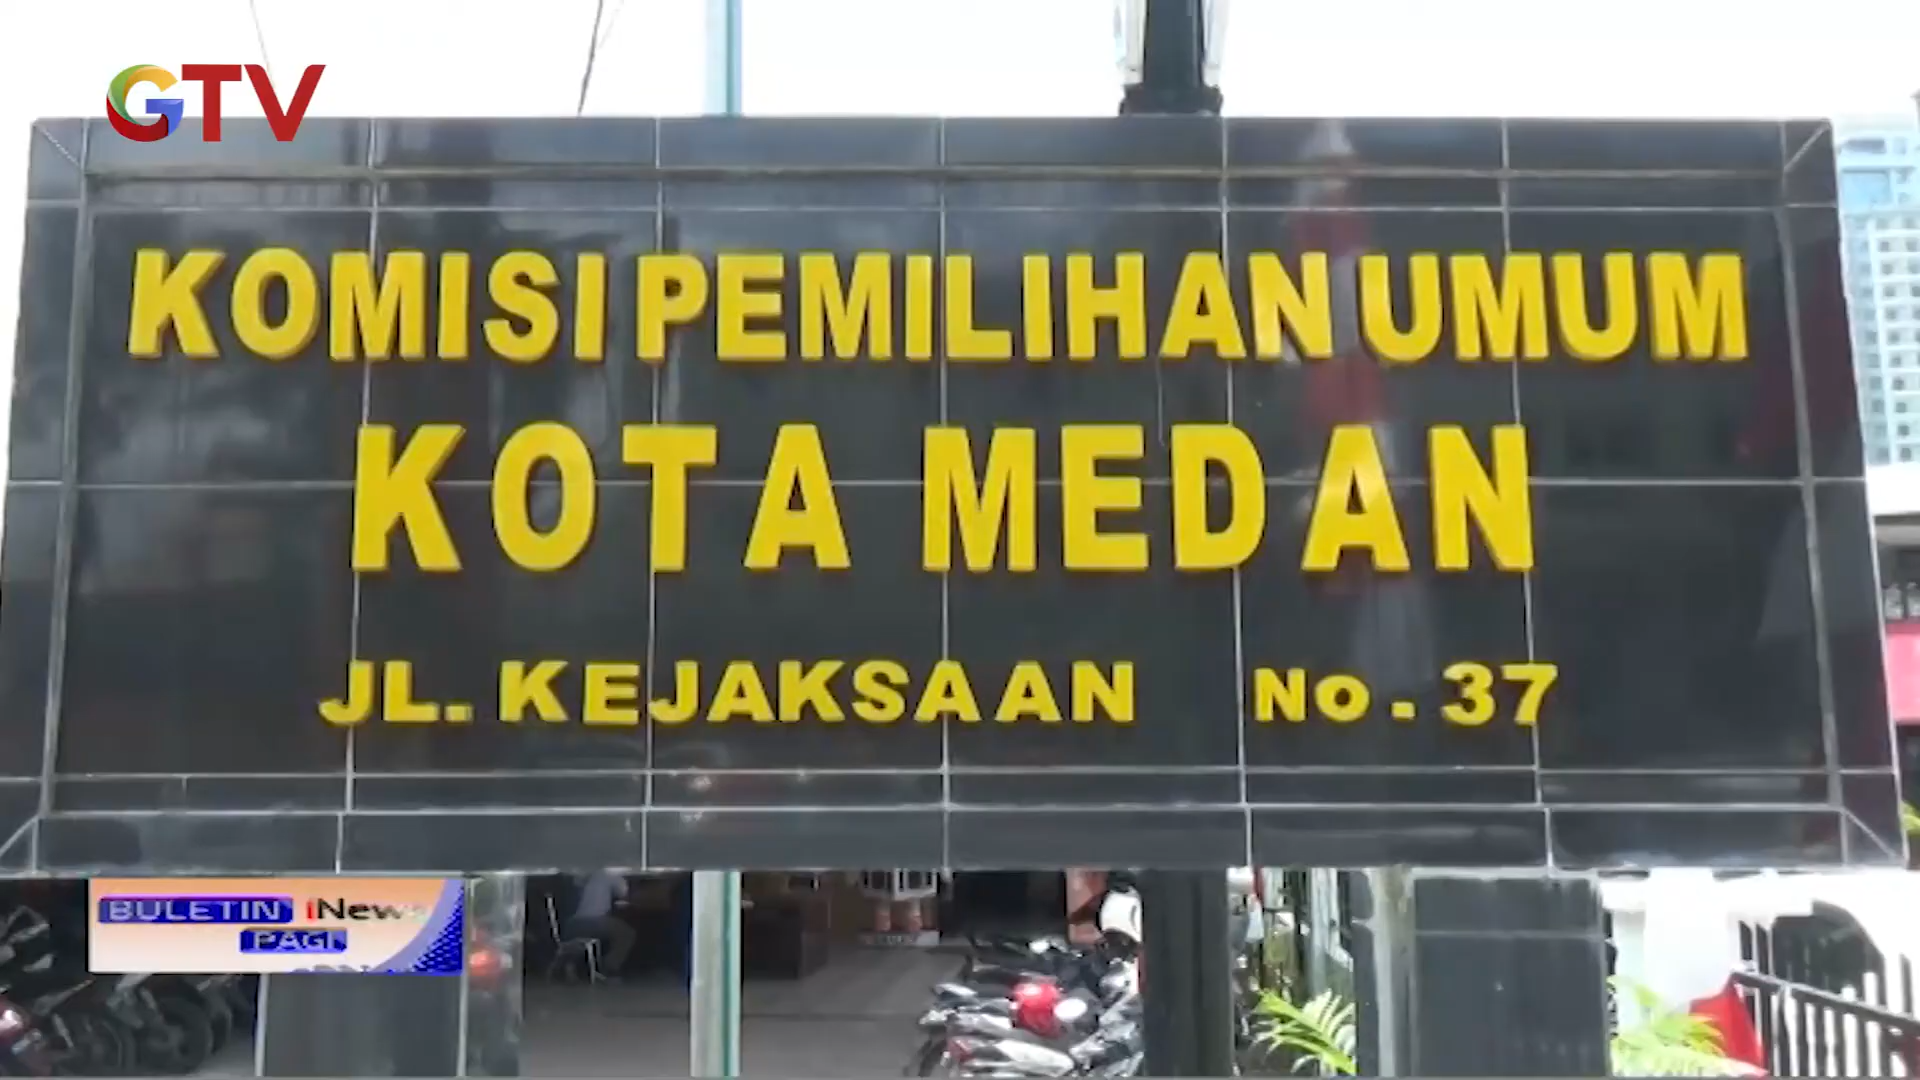 GTV
KOMISI PEMILIHAN UMUM
KOTA MEDAN
JL. KEJAKSAAN No. 37
BULETIN iNews
PAGI